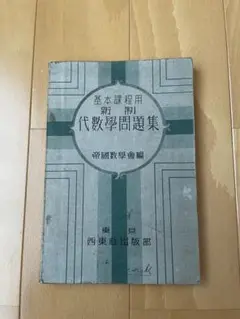 基本課程用
新制
代數學問題集
帝國數學會編
東京
西東社出版部